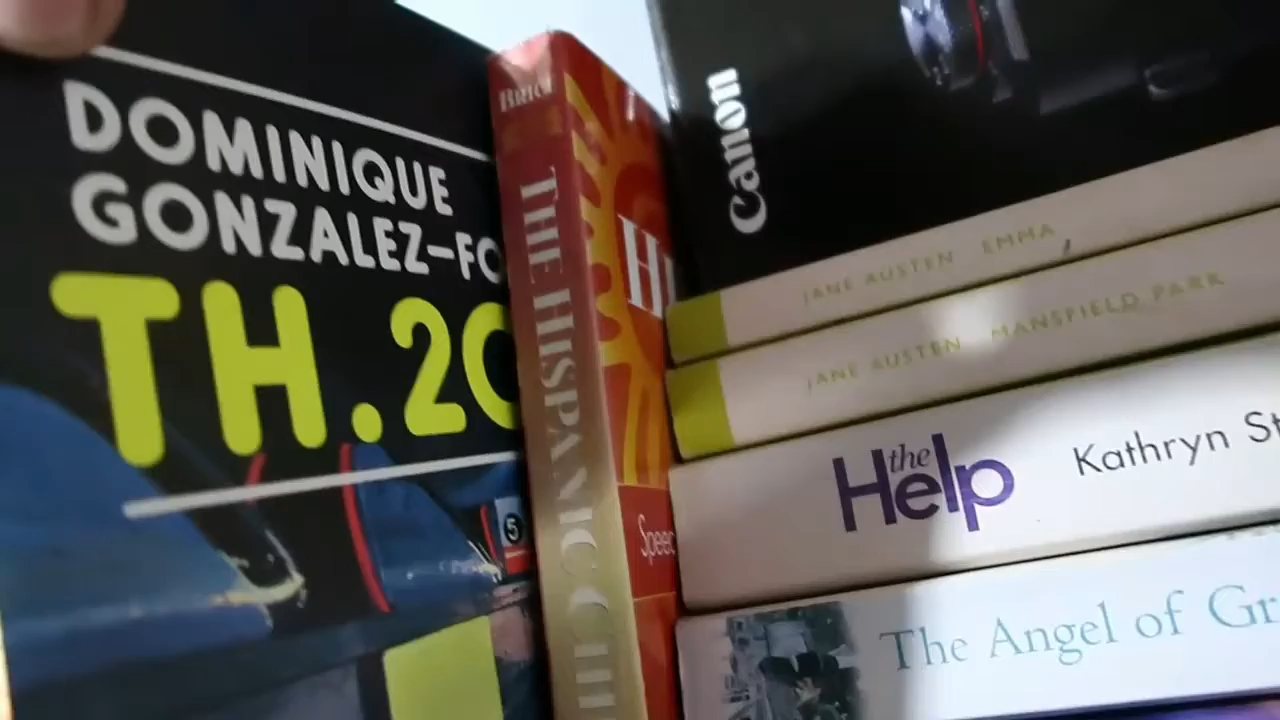 DOMINIQUE
GONZALEZ-FO
TH.20
THE HISPANIC C
H
Speec
Canon
JANE AUSTEN EMMA
JANE AUSTEN MANSFIELD PARK
the Help Kathryn St
The Angel of Gr
5